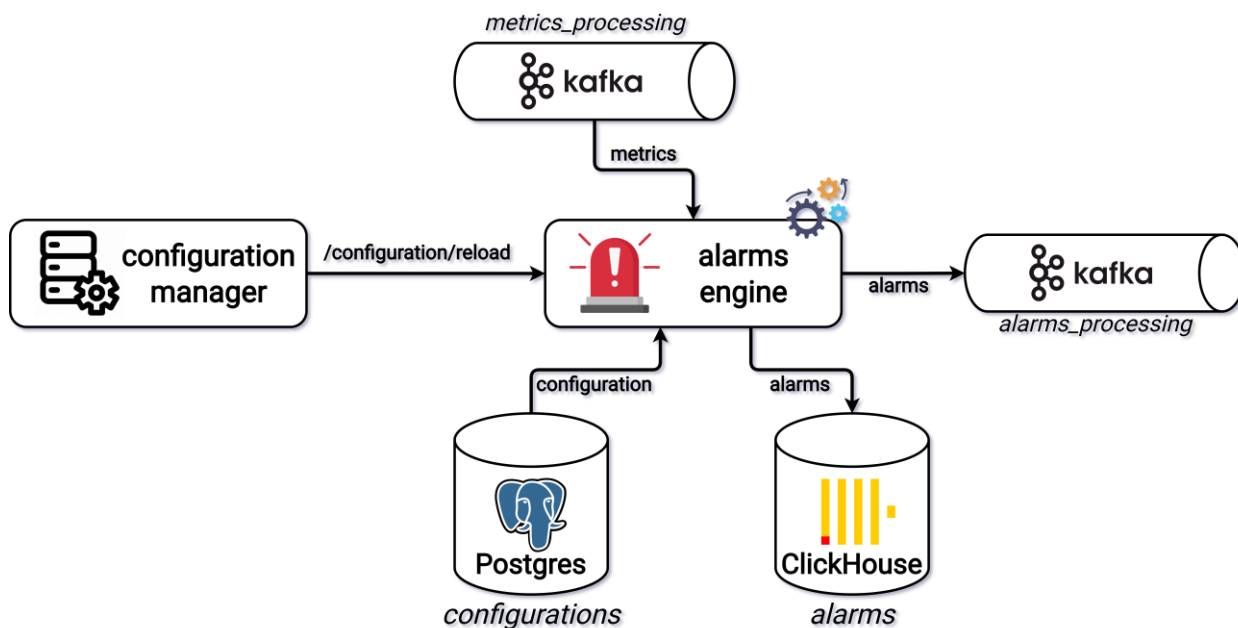 metrics_processing
kafka
metrics
configuration
manager
/configuration/reload
alarms
engine
alarms
kafka
alarms_processing
configuration
alarms
Postgres
ClickHouse
configurations
alarms